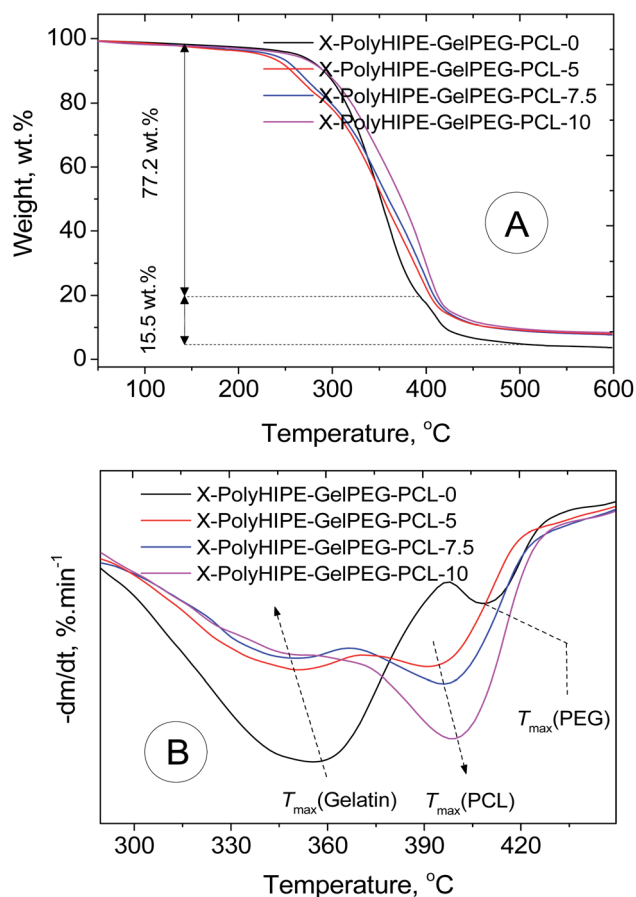 100
80
60
40
20
0
Weight, wt.%
77.2 wt.%
15.5 wt.%
X-PolyHIPE-GelPEG-PCL-0
X-PolyHIPE-GelPEG-PCL-5
X-PolyHIPE-GelPEG-PCL-7.5
X-PolyHIPE-GelPEG-PCL-10
A
100 200 300 400 500 600
Temperature, °C
X-PolyHIPE-GelPEG-PCL-0
X-PolyHIPE-GelPEG-PCL-5
X-PolyHIPE-GelPEG-PCL-7.5
X-PolyHIPE-GelPEG-PCL-10
-dm/dt, %.min⁻¹
B
Tmax(PEG)
Tmax(Gelatin) Tmax(PCL)
300 330 360 390 420
Temperature, °C